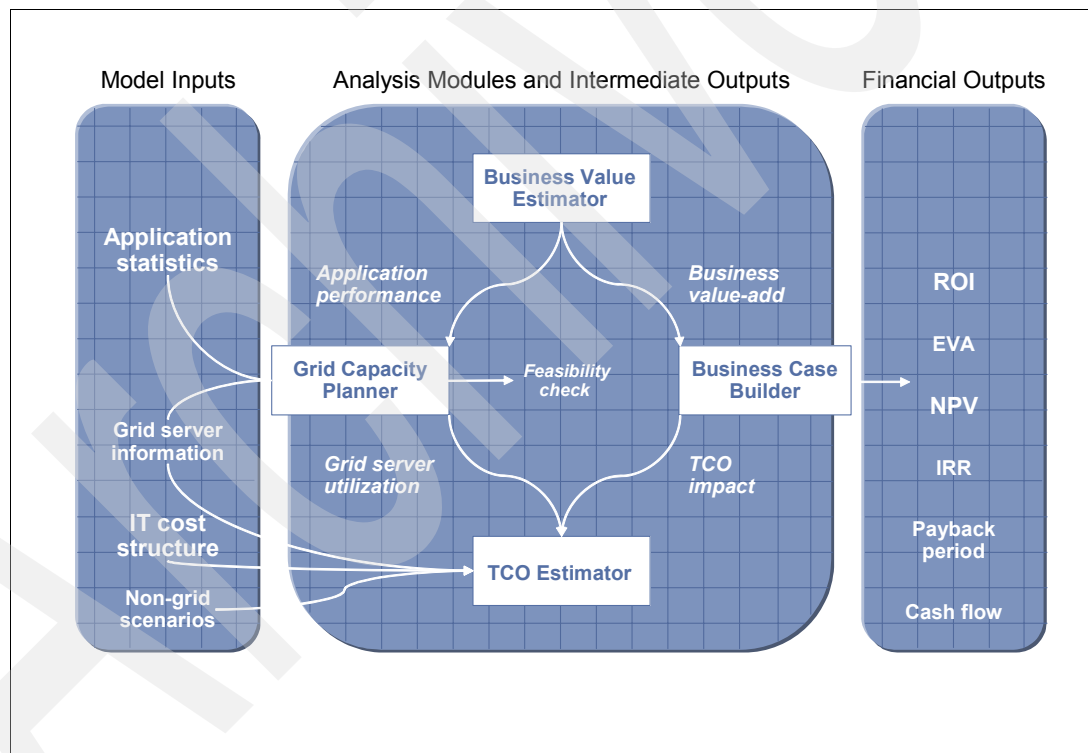 Model Inputs
Analysis Modules and Intermediate Outputs
Financial Outputs
Application
statistics
Grid server
information
IT cost
structure
Non-grid
scenarios
Business Value
Estimator
Application
performance
Business
value-add
Grid Capacity
Planner
Feasibility
check
Business Case
Builder
Grid server
utilization
TCO
impact
TCO Estimator
ROI
EVA
NPV
IRR
Payback
period
Cash flow